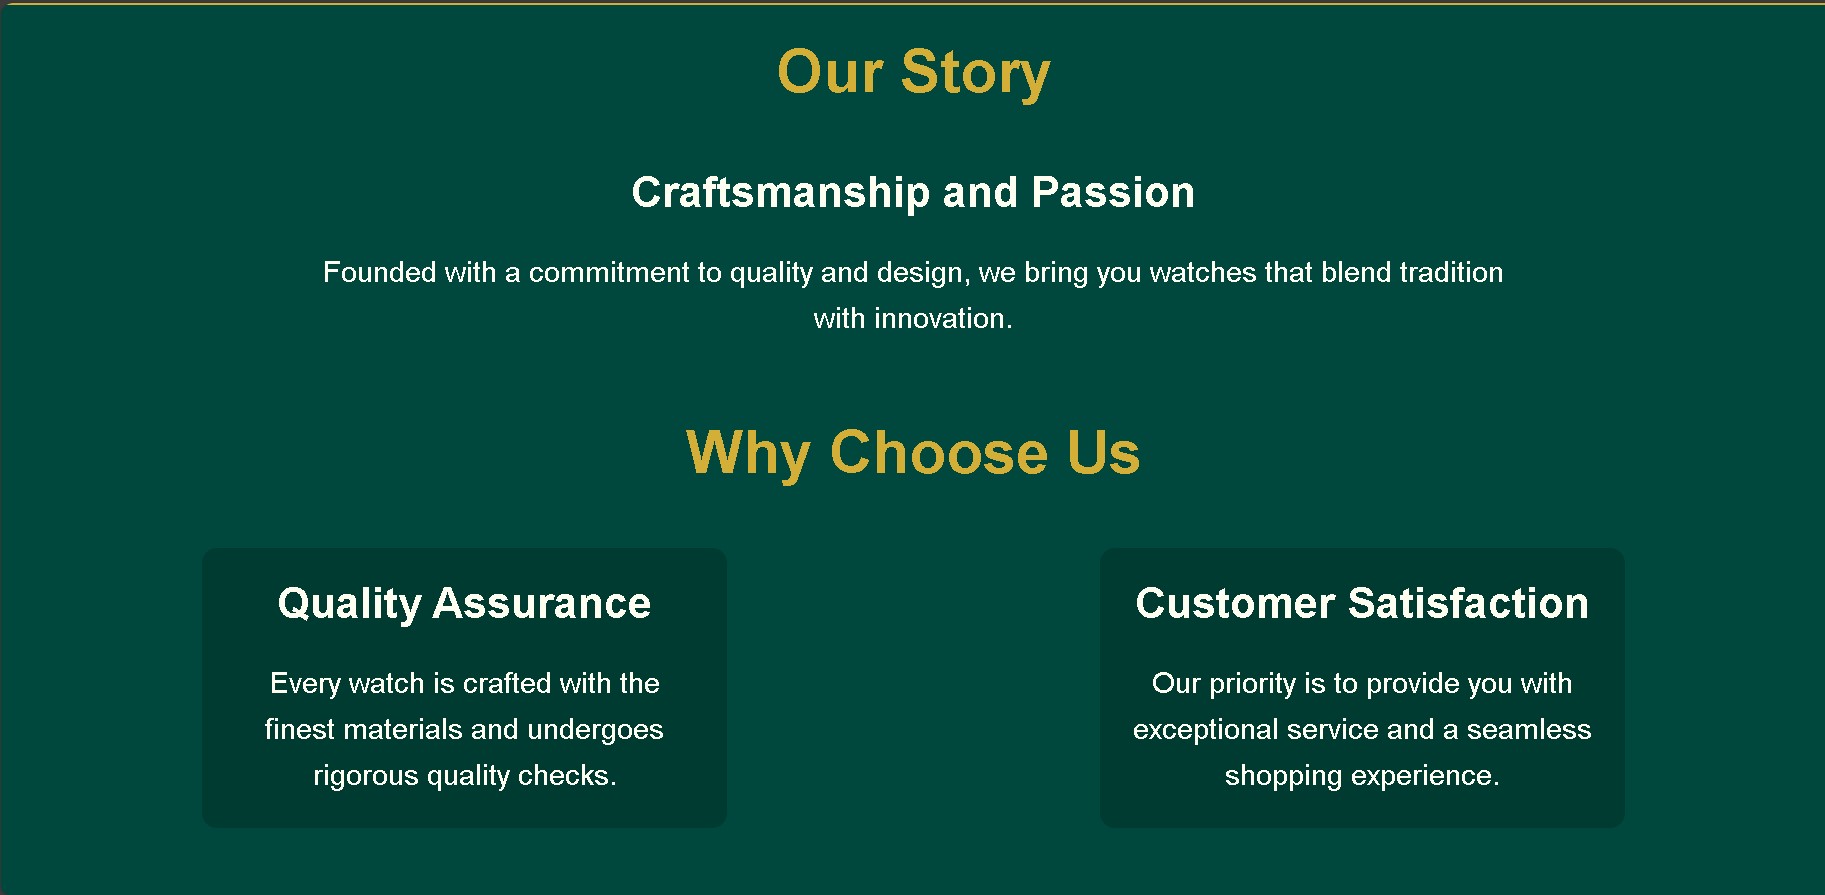 Our Story
Craftsmanship and Passion
Founded with a commitment to quality and design, we bring you watches that blend tradition
with innovation.
Why Choose Us
Quality Assurance
Every watch is crafted with the
finest materials and undergoes
rigorous quality checks.
Customer Satisfaction
Our priority is to provide you with
exceptional service and a seamless
shopping experience.